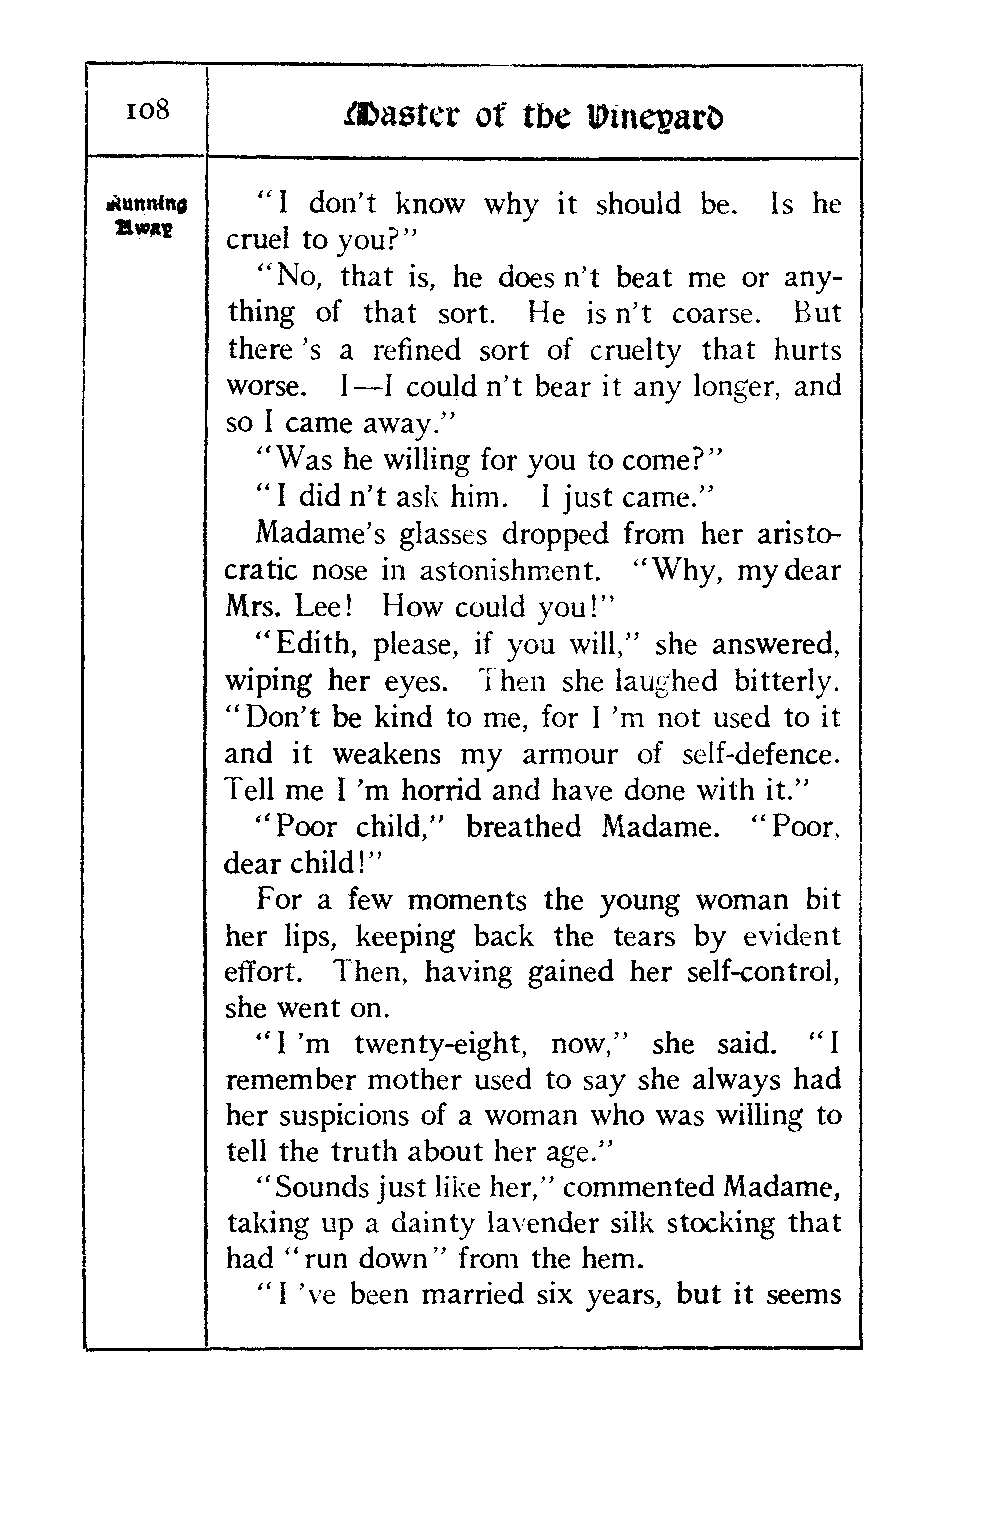 108
Master of the Vineyard
Running
Away
"I don't know why it should be. Is he
cruel to you?"
"No, that is, he does n't beat me or any-
thing of that sort. He is n't coarse. But
there 's a refined sort of cruelty that hurts
worse. I—I could n't bear it any longer, and
so I came away."
"Was he willing for you to come?"
"I did n't ask him. I just came."
Madame's glasses dropped from her aristo-
cratic nose in astonishment. "Why, my dear
Mrs. Lee! How could you!"
"Edith, please, if you will," she answered,
wiping her eyes. Then she laughed bitterly.
"Don't be kind to me, for I 'm not used to it
and it weakens my armour of self-defence.
Tell me I 'm horrid and have done with it."
"Poor child," breathed Madame. "Poor,
dear child!"
For a few moments the young woman bit
her lips, keeping back the tears by evident
effort. Then, having gained her self-control,
she went on.
"I 'm twenty-eight, now," she said. "I
remember mother used to say she always had
her suspicions of a woman who was willing to
tell the truth about her age."
"Sounds just like her," commented Madame,
taking up a dainty lavender silk stocking that
had "run down" from the hem.
"I 've been married six years, but it seems